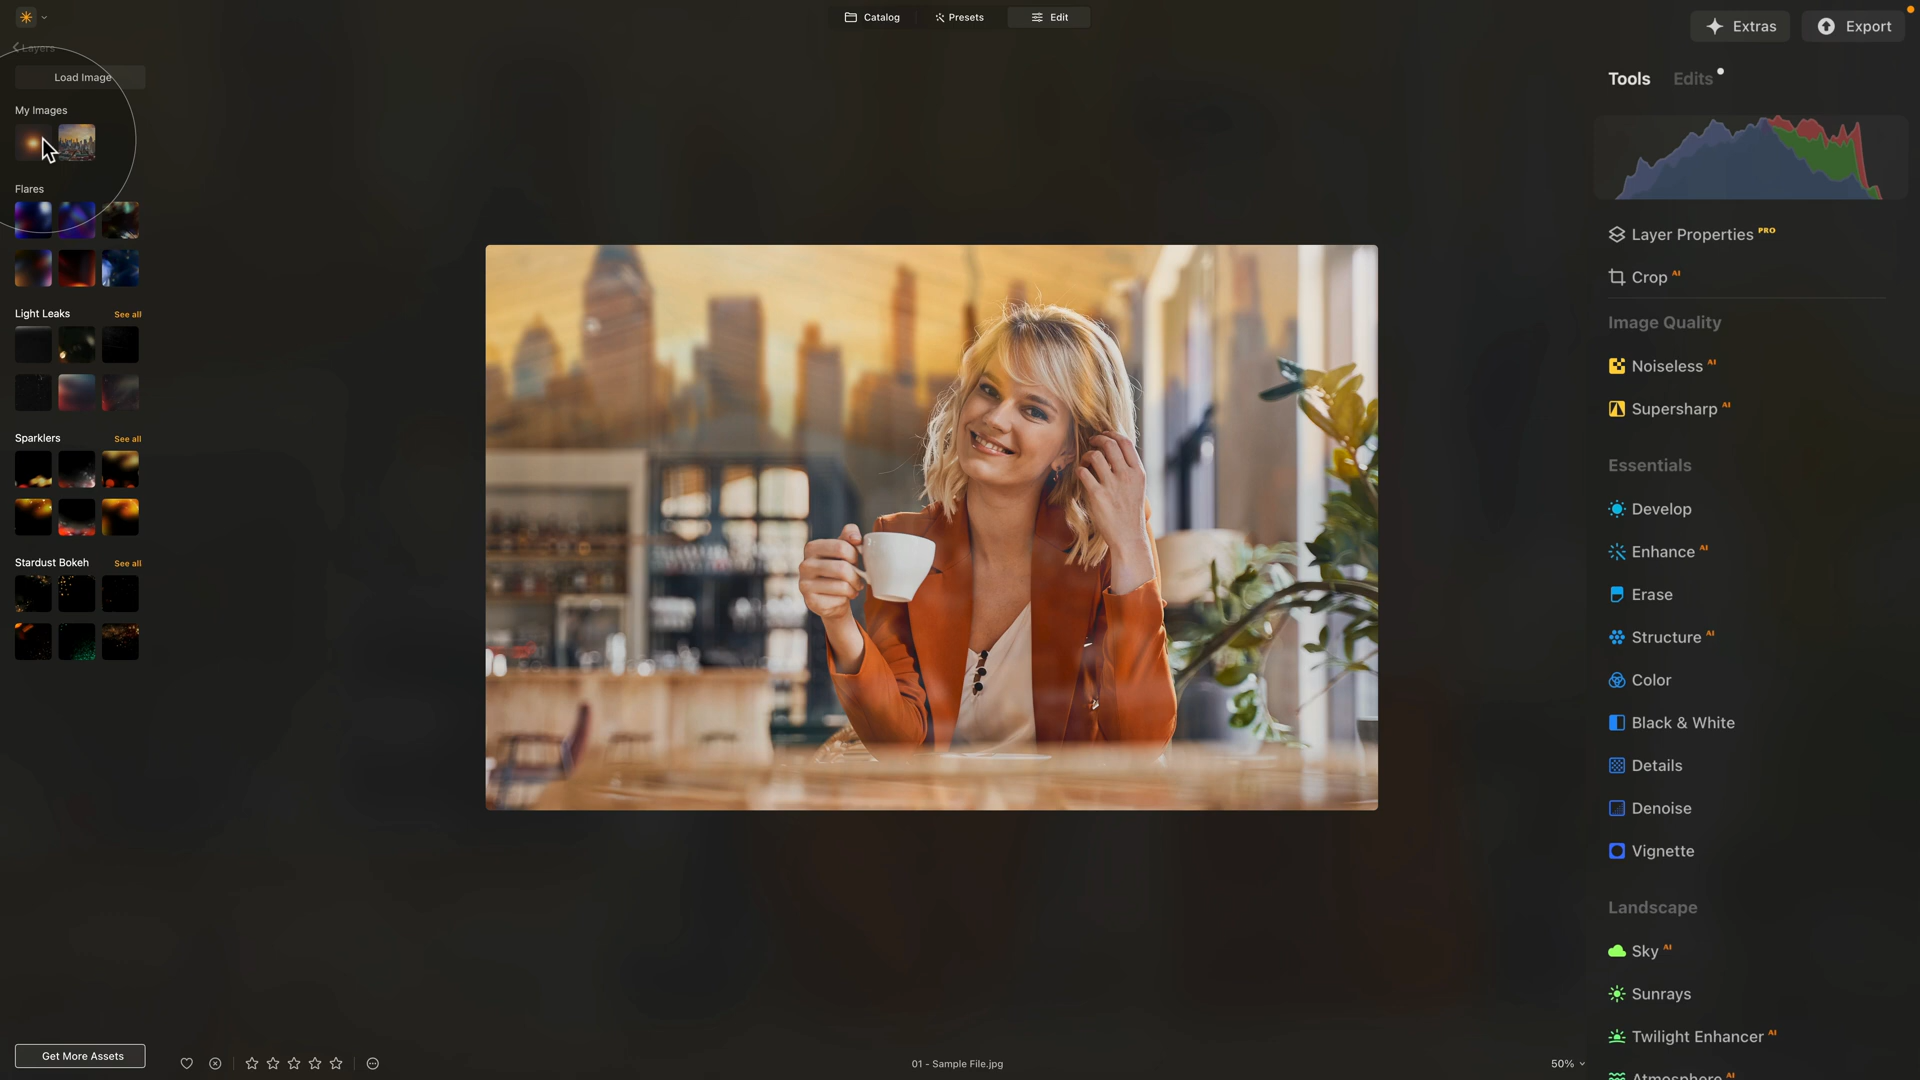 Catalog
Presets
Edit
Extras
Export
Layers
Load Image
My Images
Flares
Light Leaks
See all
Sparklers
See all
Stardust Bokeh
See all
Get More Assets
01 - Sample File.jpg
50%
Tools
Edits
Layer Properties PRO
Crop AI
Image Quality
Noiseless AI
Supersharp AI
Essentials
Develop
Enhance AI
Erase
Structure AI
Color
Black & White
Details
Denoise
Vignette
Landscape
Sky AI
Sunrays
Twilight Enhancer AI
Atmosphere AI